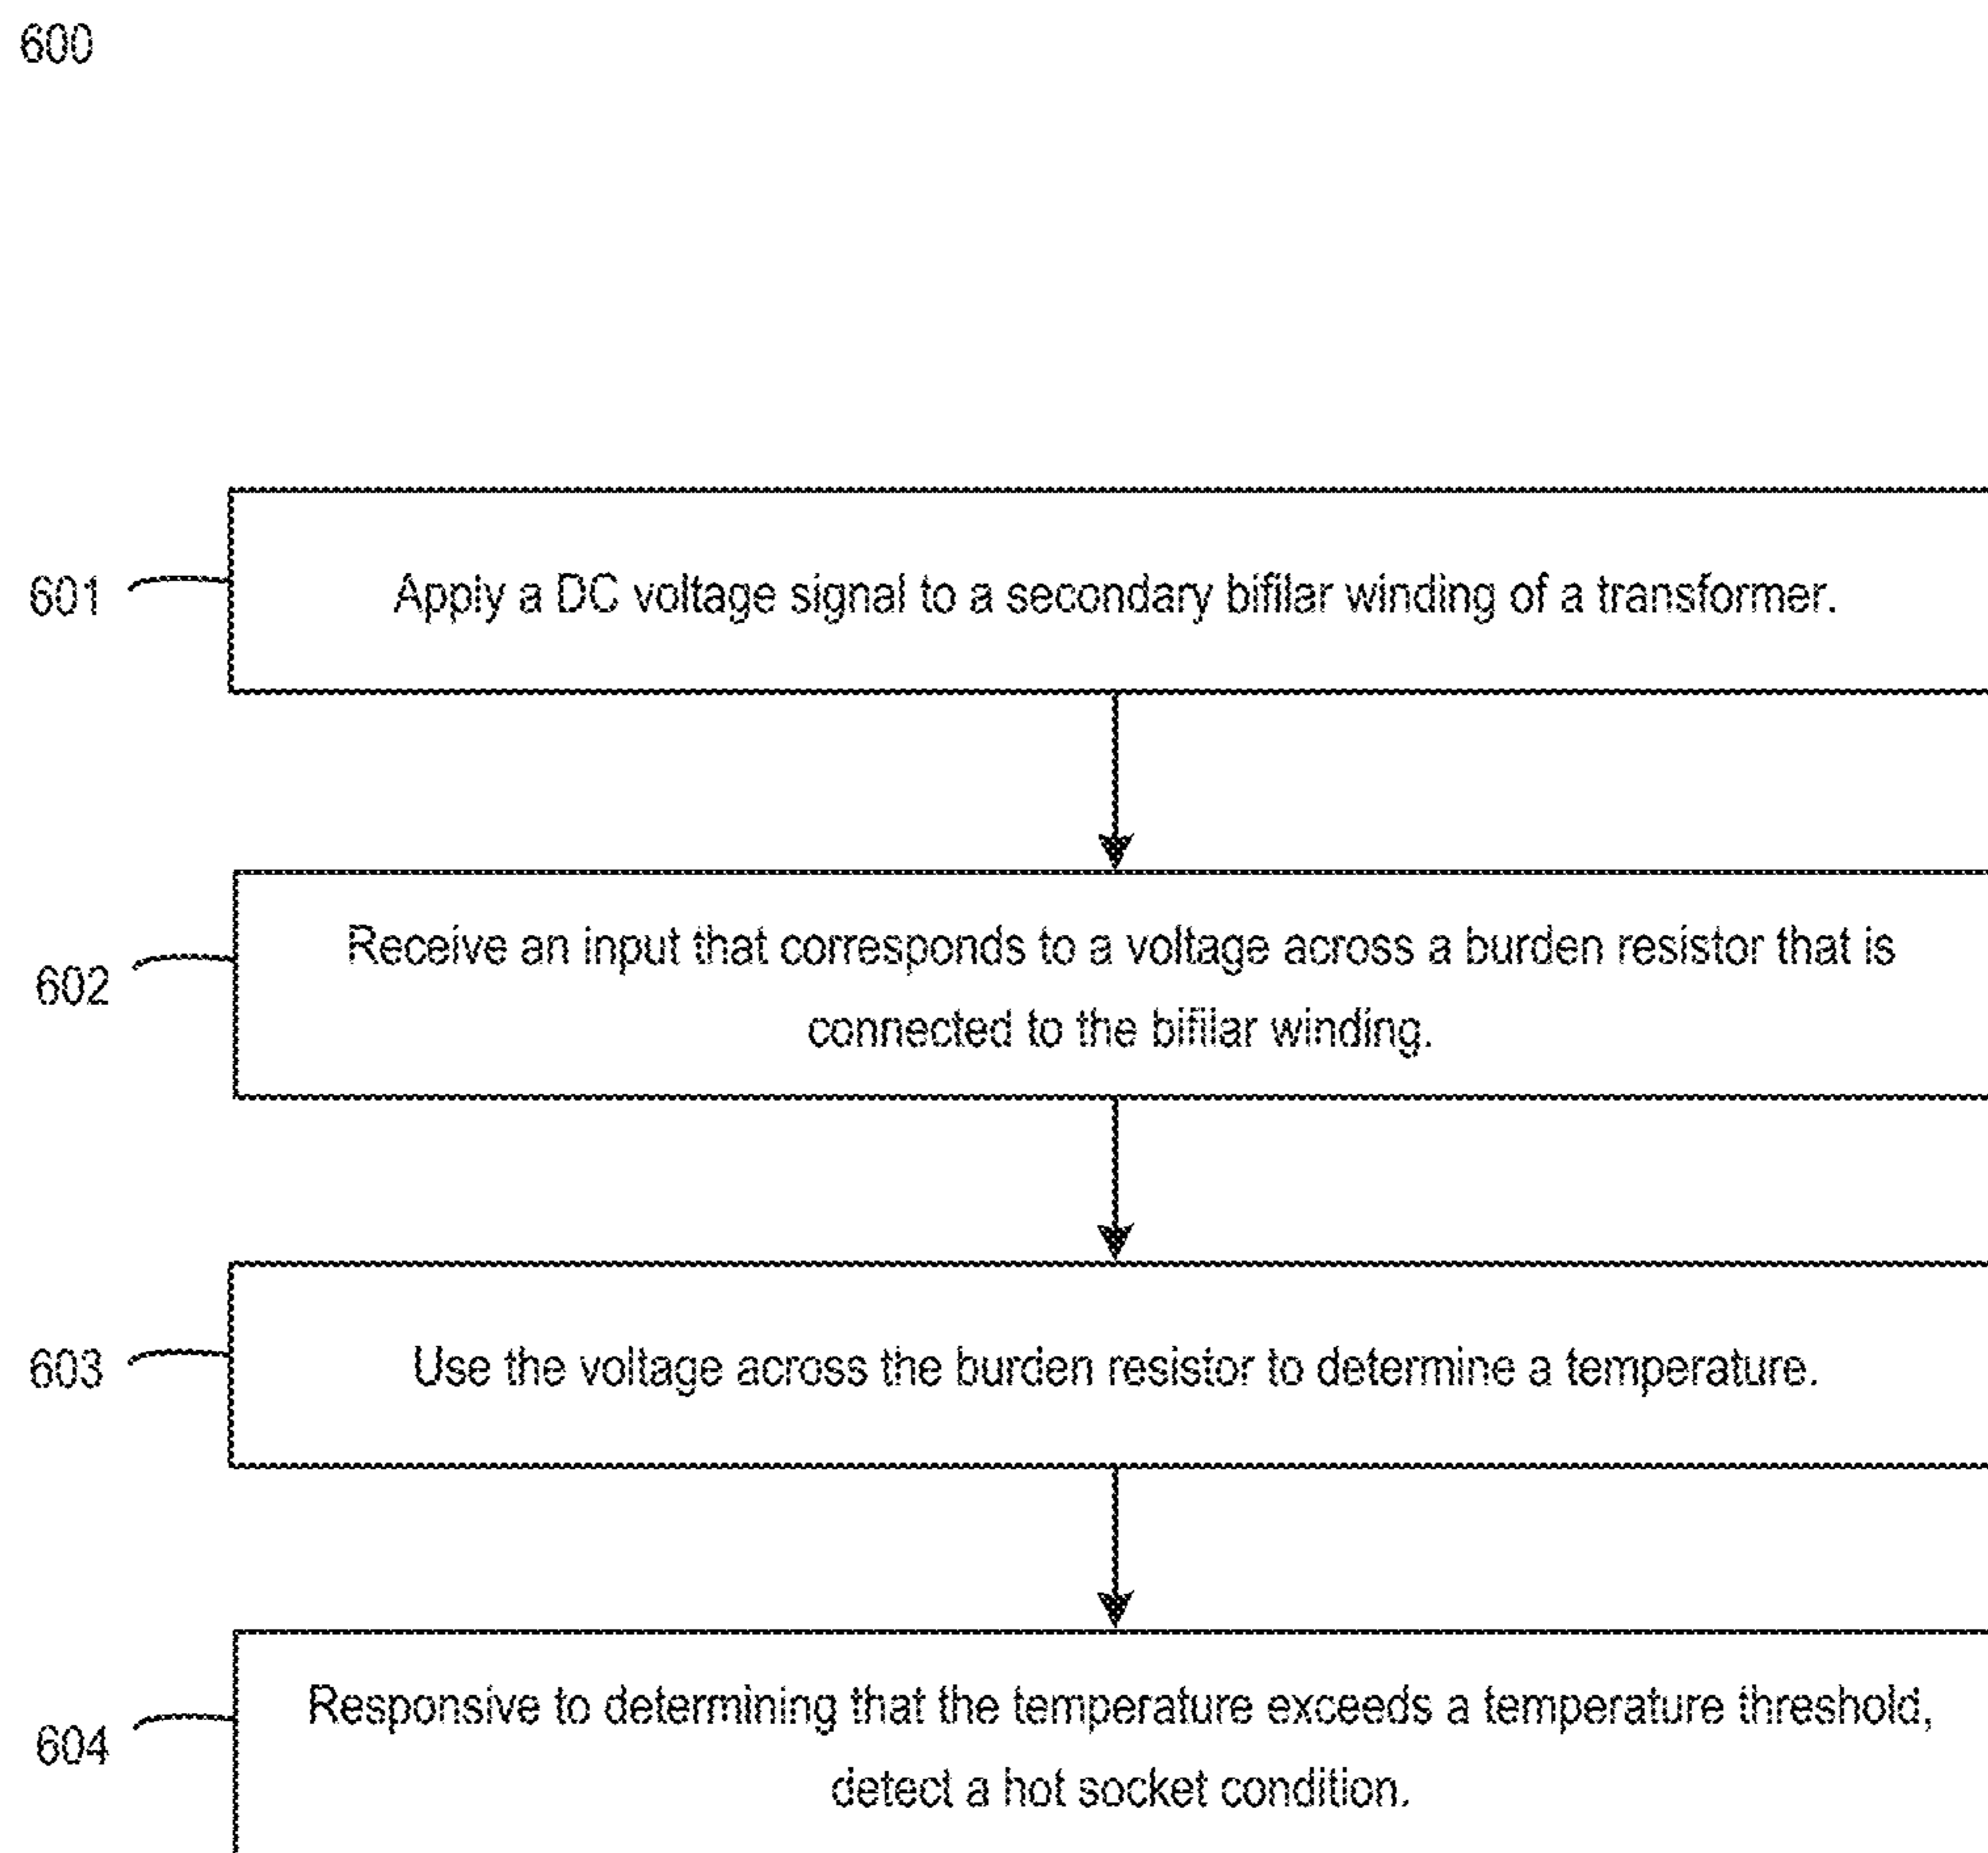 600
601
Apply a DC voltage signal to a secondary bifilar winding of a transformer.
602
Receive an input that corresponds to a voltage across a burden resistor that is
connected to the bifilar winding.
603
Use the voltage across the burden resistor to determine a temperature.
604
Responsive to determining that the temperature exceeds a temperature threshold,
detect a hot socket condition.